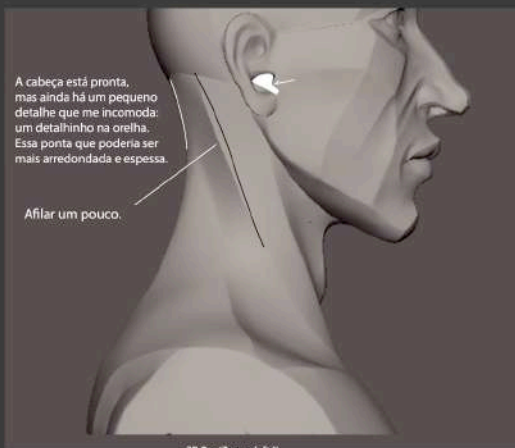 A cabeça está pronta,
mas ainda há um pequeno
detalhe que me incomoda:
um detalhinho na orelha.
Essa ponta que poderia ser
mais arredondada e espessa.
Afilar um pouco.